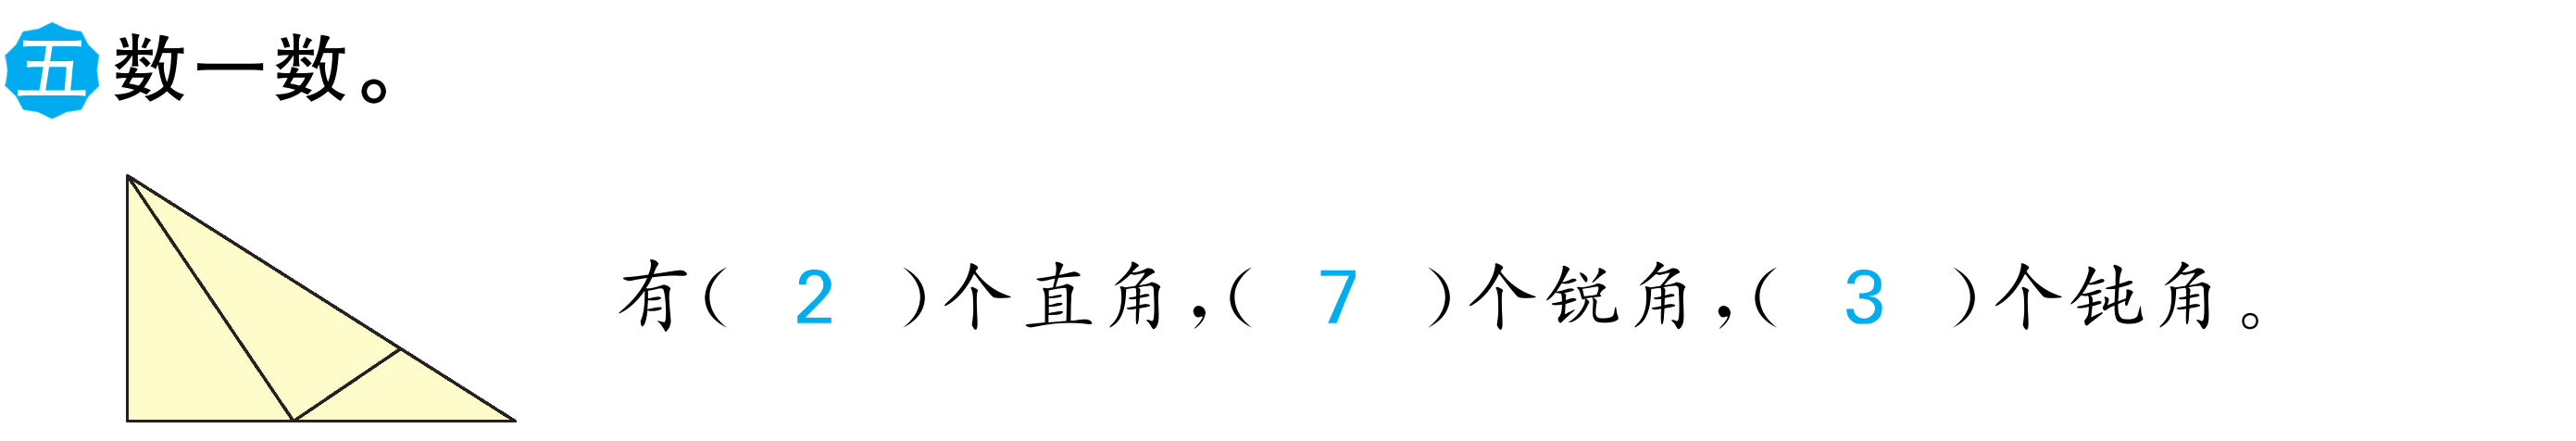 五 数一数。
有( 2 )个直角,( 7 )个锐角,( 3 )个钝角。